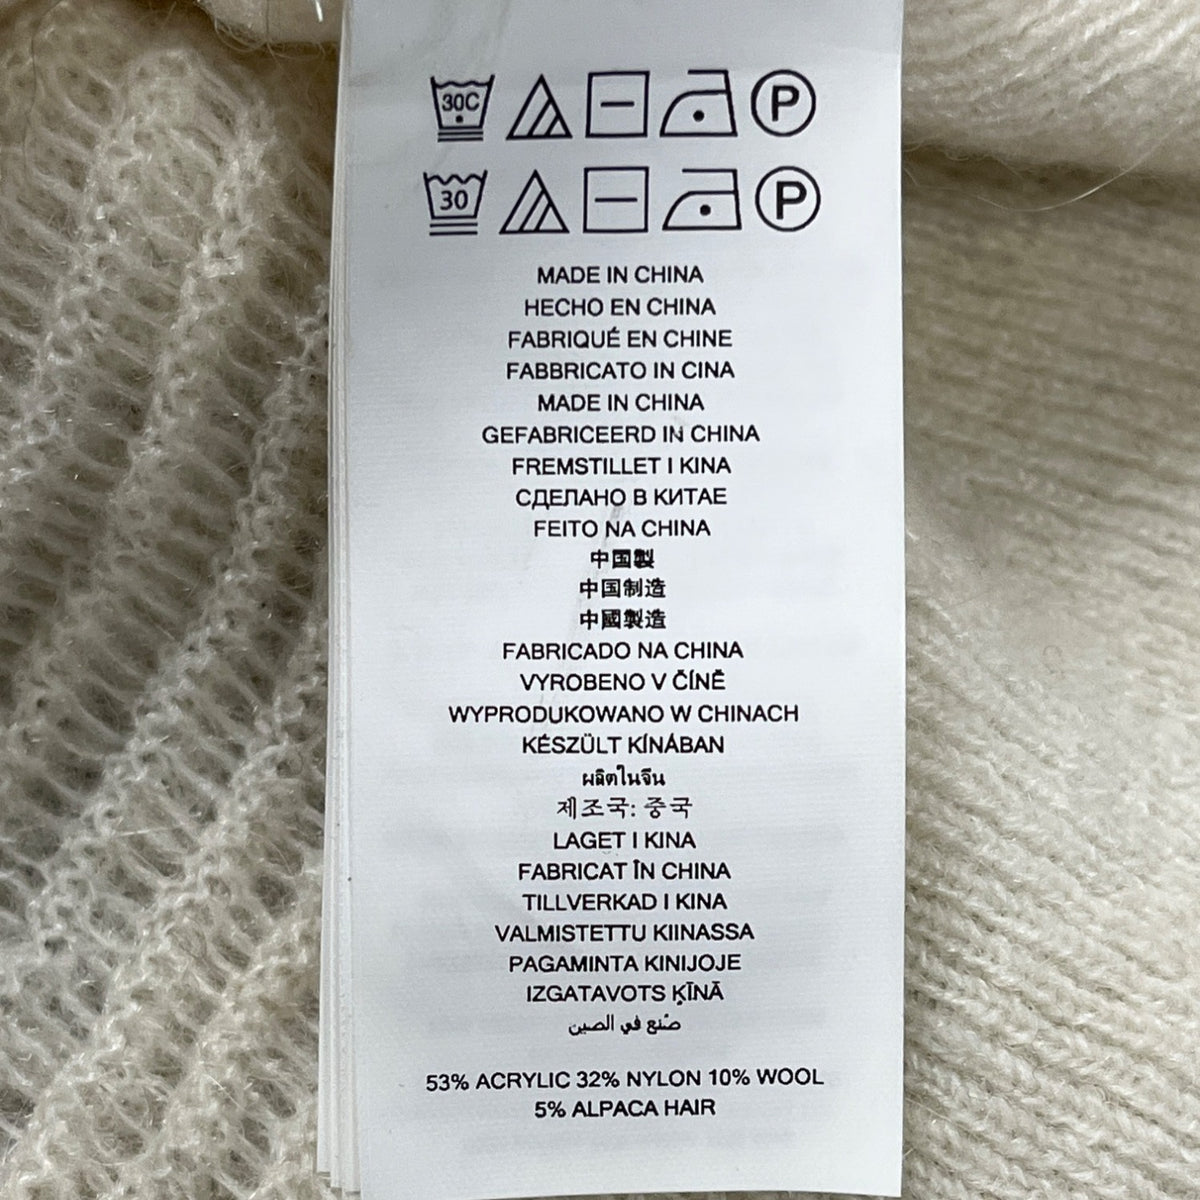 30C P
30 P
MADE IN CHINA
HECHO EN CHINA
FABRIQUÉ EN CHINE
FABBRICATO IN CINA
MADE IN CHINA
GEFABRICEERD IN CHINA
FREMSTILLET I KINA
СДЕЛАНО В КИТАЕ
FEITO NA CHINA
中国製
中国制造
中國製造
FABRICADO NA CHINA
VYROBENO V ČÍNĚ
WYPRODUKOWANO W CHINACH
KÉSZÜLT KÍNÁBAN
ผลิตในจีน
제조국: 중국
LAGET I KINA
FABRICAT ÎN CHINA
TILLVERKAD I KINA
VALMISTETTU KIINASSA
PAGAMINTA KINIJOJE
IZGATAVOTS ĶĪNĀ
صُنع في الصين
53% ACRYLIC 32% NYLON 10% WOOL
5% ALPACA HAIR